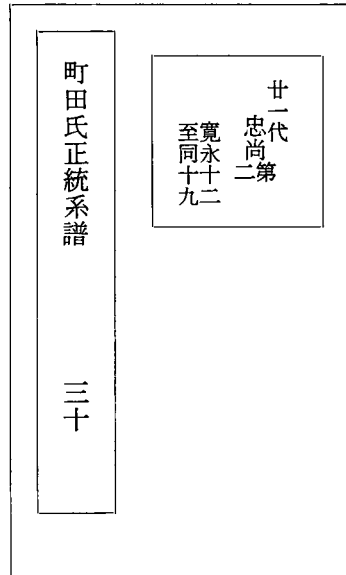 廿一代
忠尚第二
寛永十二
至同十九
町田氏正統系譜　三十